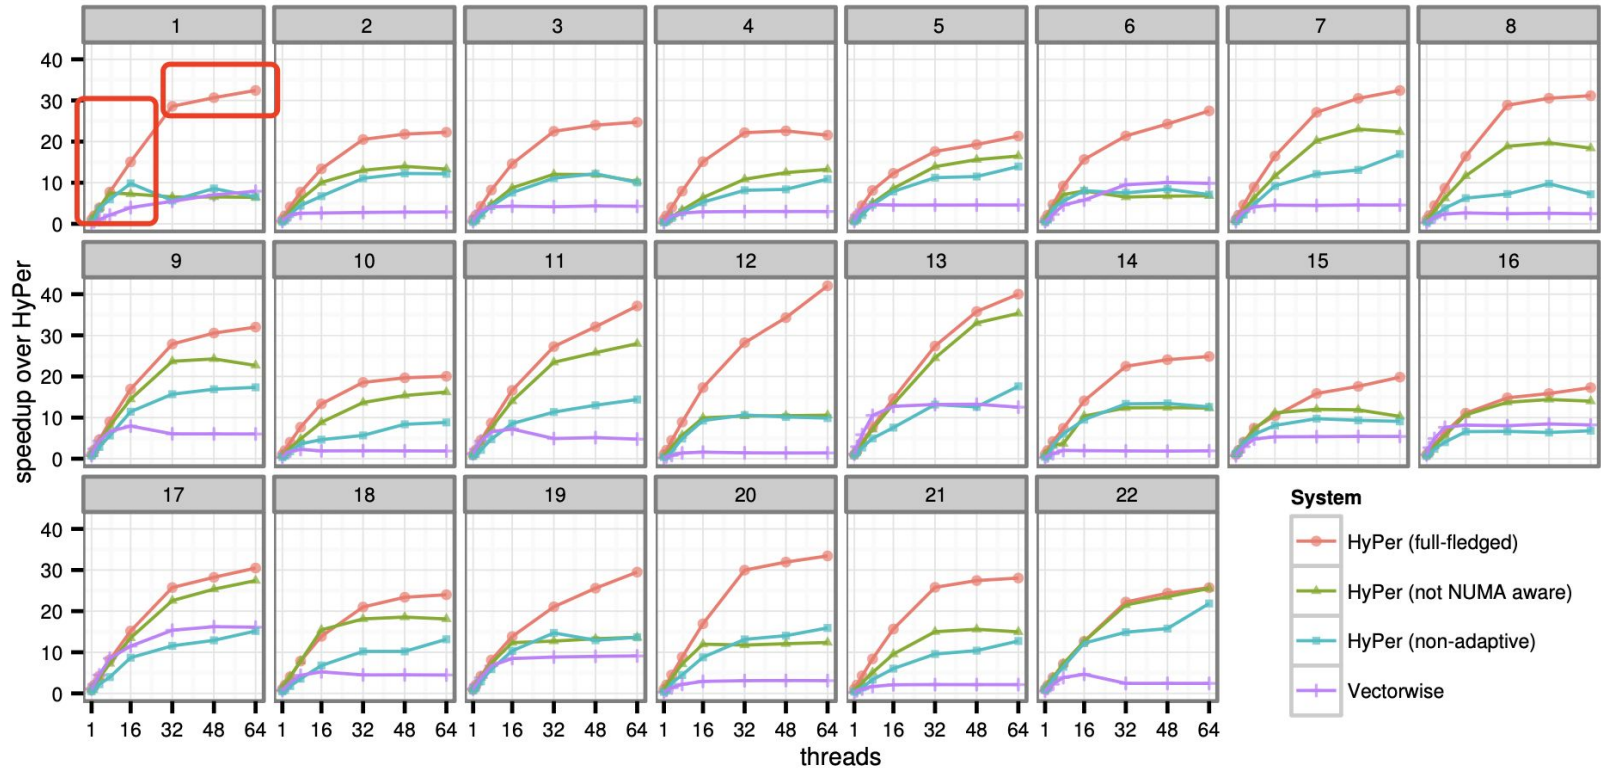 1 2 3 4 5 6 7 8
40
30
20
10
0
9 10 11 12 13 14 15 16
40
30
20
10
0
speedup over HyPer
17 18 19 20 21 22
40
30
20
10
0
1 16 32 48 64 1 16 32 48 64 1 16 32 48 64 1 16 32 48 64 1 16 32 48 64 1 16 32 48 64
threads
System
HyPer (full-fledged)
HyPer (not NUMA aware)
HyPer (non-adaptive)
Vectorwise